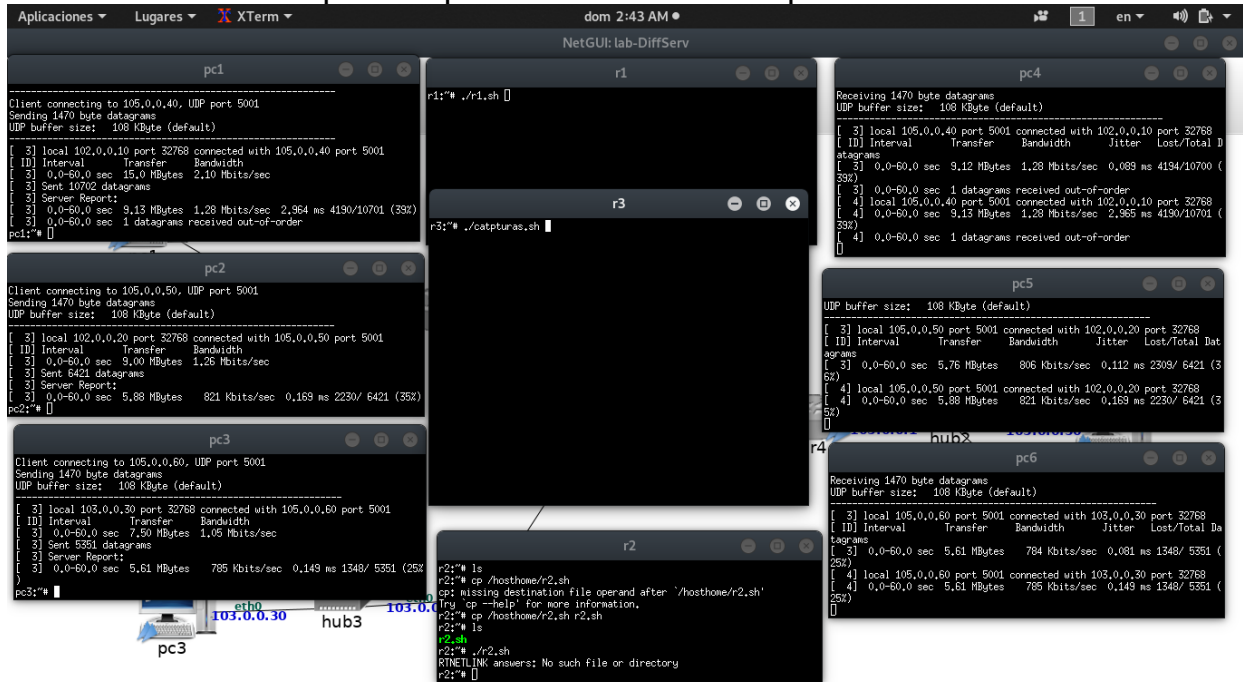 Aplicaciones ▾ Lugares ▾ XTerm ▾ dom 2:43 AM ● 1 en ▾
NetGUI: lab-DiffServ
pc1
------------------------------------------------------------
Client connecting to 105.0.0.40, UDP port 5001
Sending 1470 byte datagrams
UDP buffer size:   108 KByte (default)
------------------------------------------------------------
[  3] local 102.0.0.10 port 32768 connected with 105.0.0.40 port 5001
[ ID] Interval       Transfer     Bandwidth
[  3]  0.0-60.0 sec  15.0 MBytes  2.10 Mbits/sec
[  3] Sent 10702 datagrams
[  3] Server Report:
[  3]  0.0-60.0 sec  9.13 MBytes  1.28 Mbits/sec  2.964 ms 4190/10701 (39%)
[  3]  0.0-60.0 sec  1 datagrams received out-of-order
pc1:~#
r1
r1:~# ./r1.sh
pc4
Receiving 1470 byte datagrams
UDP buffer size:   108 KByte (default)
------------------------------------------------------------
[  3] local 105.0.0.40 port 5001 connected with 102.0.0.10 port 32768
[ ID] Interval       Transfer     Bandwidth       Jitter   Lost/Total D
atagrams
[  3]  0.0-60.0 sec  9.12 MBytes  1.28 Mbits/sec  0.089 ms 4194/10700 (
39%)
[  3]  0.0-60.0 sec  1 datagrams received out-of-order
[  4] local 105.0.0.40 port 5001 connected with 102.0.0.10 port 32768
[  4]  0.0-60.0 sec  9.13 MBytes  1.28 Mbits/sec  2.965 ms 4190/10701 (
39%)
[  4]  0.0-60.0 sec  1 datagrams received out-of-order
r3
r3:~# ./catpturas.sh
pc2
Client connecting to 105.0.0.50, UDP port 5001
Sending 1470 byte datagrams
UDP buffer size:   108 KByte (default)
------------------------------------------------------------
[  3] local 102.0.0.20 port 32768 connected with 105.0.0.50 port 5001
[ ID] Interval       Transfer     Bandwidth
[  3]  0.0-60.0 sec  9.00 MBytes  1.26 Mbits/sec
[  3] Sent 6421 datagrams
[  3] Server Report:
[  3]  0.0-60.0 sec  5.88 MBytes    821 Kbits/sec  0.169 ms 2230/ 6421 (35%)
pc2:~#
pc5
UDP buffer size:   108 KByte (default)
------------------------------------------------------------
[  3] local 105.0.0.50 port 5001 connected with 102.0.0.20 port 32768
[ ID] Interval       Transfer     Bandwidth       Jitter   Lost/Total Dat
agrams
[  3]  0.0-60.0 sec  5.76 MBytes    806 Kbits/sec  0.112 ms 2309/ 6421 (3
6%)
[  4] local 105.0.0.50 port 5001 connected with 102.0.0.20 port 32768
[  4]  0.0-60.0 sec  5.88 MBytes    821 Kbits/sec  0.169 ms 2230/ 6421 (3
5%)
r4
hub8
pc3
Client connecting to 105.0.0.60, UDP port 5001
Sending 1470 byte datagrams
UDP buffer size:   108 KByte (default)
------------------------------------------------------------
[  3] local 103.0.0.30 port 32768 connected with 105.0.0.60 port 5001
[ ID] Interval       Transfer     Bandwidth
[  3]  0.0-60.0 sec  7.50 MBytes  1.05 Mbits/sec
[  3] Sent 5351 datagrams
[  3] Server Report:
[  3]  0.0-60.0 sec  5.61 MBytes    785 Kbits/sec  0.149 ms 1348/ 5351 (25%
)
pc3:~#
pc6
Receiving 1470 byte datagrams
UDP buffer size:   108 KByte (default)
------------------------------------------------------------
[  3] local 105.0.0.60 port 5001 connected with 103.0.0.30 port 32768
[ ID] Interval       Transfer     Bandwidth       Jitter   Lost/Total Da
tagrams
[  3]  0.0-60.0 sec  5.61 MBytes    784 Kbits/sec  0.081 ms 1348/ 5351 (
25%)
[  4] local 105.0.0.60 port 5001 connected with 103.0.0.30 port 32768
[  4]  0.0-60.0 sec  5.61 MBytes    785 Kbits/sec  0.149 ms 1348/ 5351 (
25%)
r2
r2:~# ls
r2:~# cp /hosthome/r2.sh
cp: missing destination file operand after `/hosthome/r2.sh'
Try `cp --help' for more information.
r2:~# cp /hosthome/r2.sh r2.sh
r2:~# ls
r2.sh
r2:~# ./r2.sh
RTNETLINK answers: No such file or directory
r2:~#
eth0
103.0.0.30
hub3
103.0.
pc3